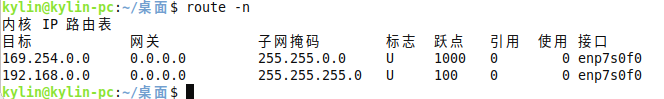 kylin@kylin-pc:~/桌面$ route -n
内核 IP 路由表
目标 网关 子网掩码 标志 跃点 引用 使用 接口
169.254.0.0 0.0.0.0 255.255.0.0 U 1000 0 0 enp7s0f0
192.168.0.0 0.0.0.0 255.255.255.0 U 100 0 0 enp7s0f0
kylin@kylin-pc:~/桌面$